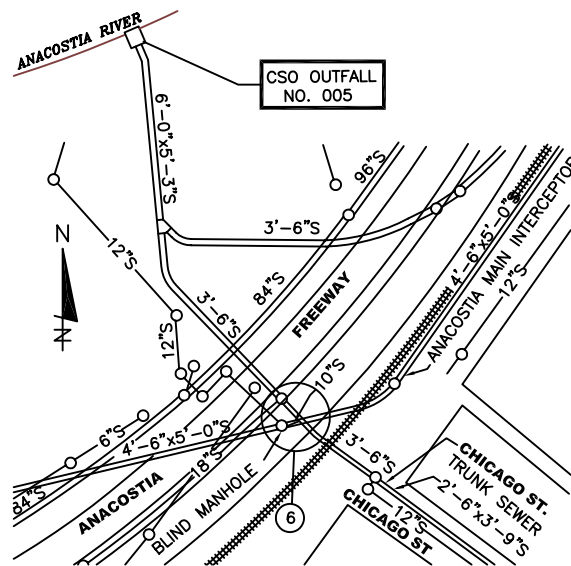 ANACOSTIA RIVER
CSO OUTFALL
NO. 005
6'-0"x5'-3"S
96"S
3'-6"S
4'-6"x5'-0"S
ANACOSTIA MAIN INTERCEPTOR
12"S
N
12"S
84"S
3'-6"S
FREEWAY
12"S
10"S
6"S
4'-6"x5'-0"S
18"S
3'-6"S
84"S
ANACOSTIA
BLIND MANHOLE
6
CHICAGO ST.
TRUNK SEWER
2'-6"x3'-9"S
12"S
CHICAGO ST